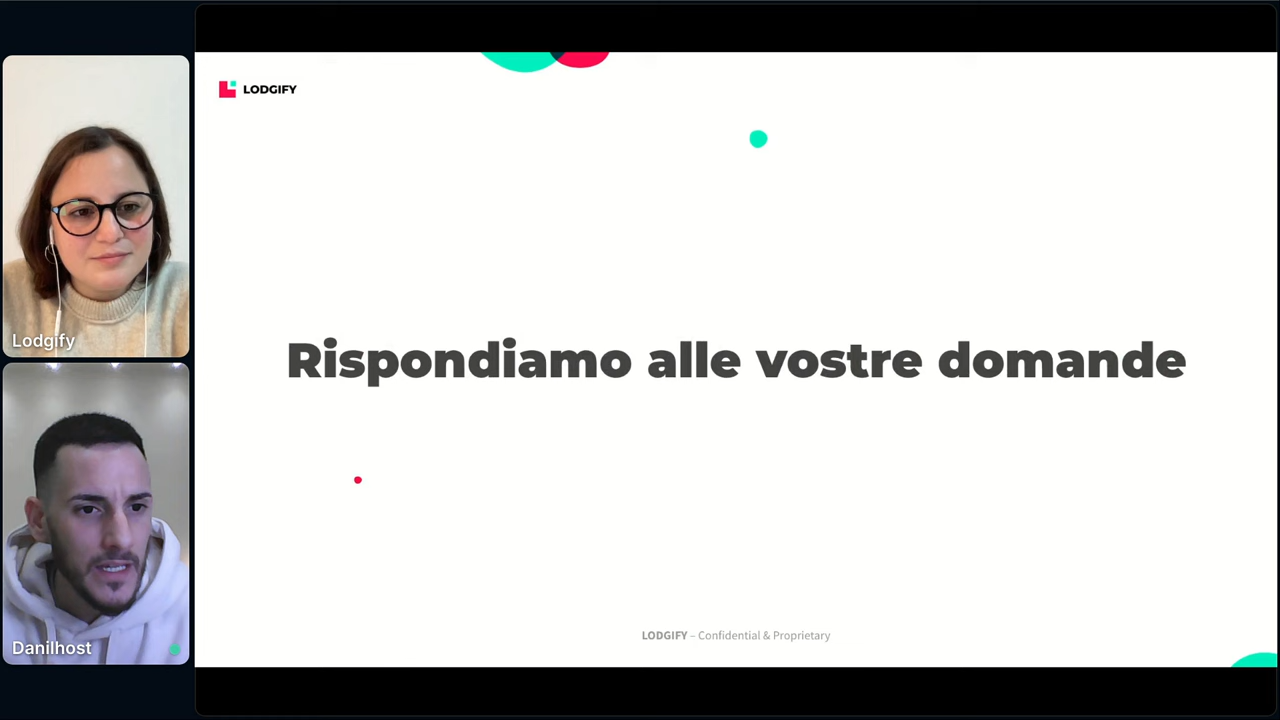 LODGIFY
Lodgify
Rispondiamo alle vostre domande
Danilhost
LODGIFY – Confidential & Proprietary